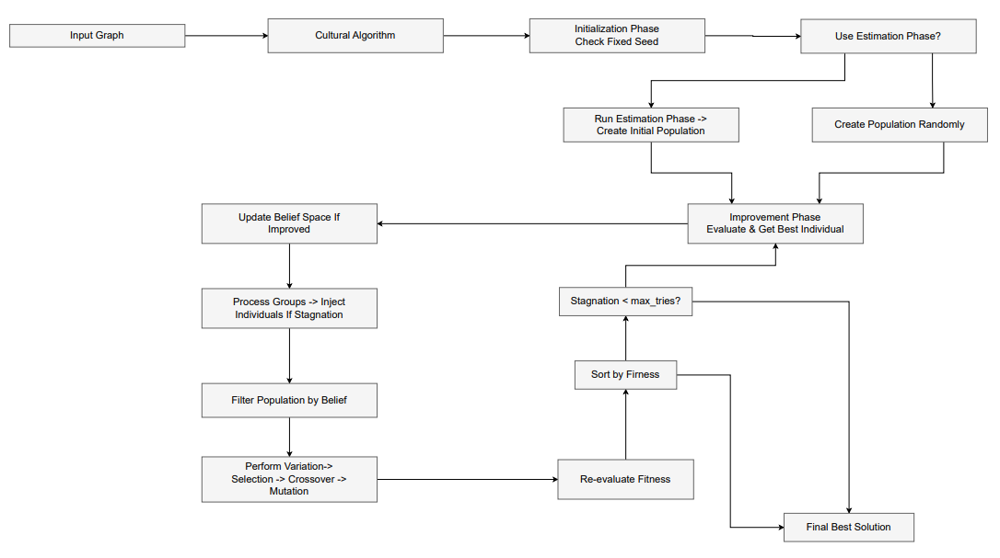 Input Graph
Cultural Algorithm
Initialization Phase
Check Fixed Seed
Use Estimation Phase?
Run Estimation Phase ->
Create Initial Population
Create Population Randomly
Update Belief Space If
Improved
Improvement Phase
Evaluate & Get Best Individual
Process Groups -> Inject
Individuals If Stagnation
Stagnation < max_tries?
Sort by Firness
Filter Population by Belief
Perform Variation->
Selection -> Crossover ->
Mutation
Re-evaluate Fitness
Final Best Solution